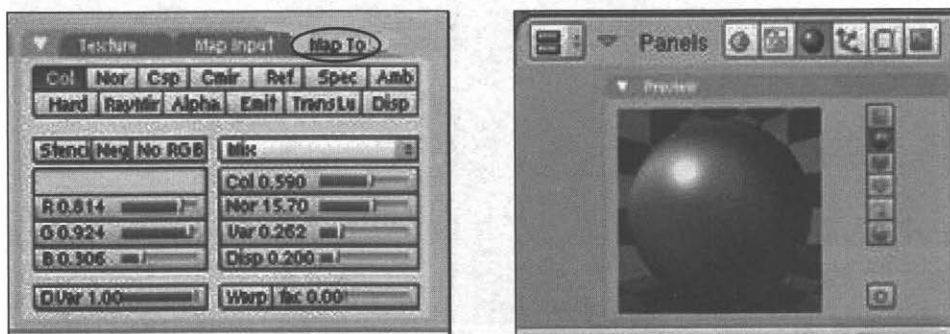 Texture Map Input Map To
Col Nor Csp Cmir Ref Spec Amb
Hard RayMir Alpha Emit TransLu Disp
Stenci Neg No RGB Mix
Col 0.590
R 0.814 Nor 15.70
G 0.924 Var 0.262
B 0.306 Disp 0.200
DVar 1.00 Warp fac 0.00
Panels
Preview